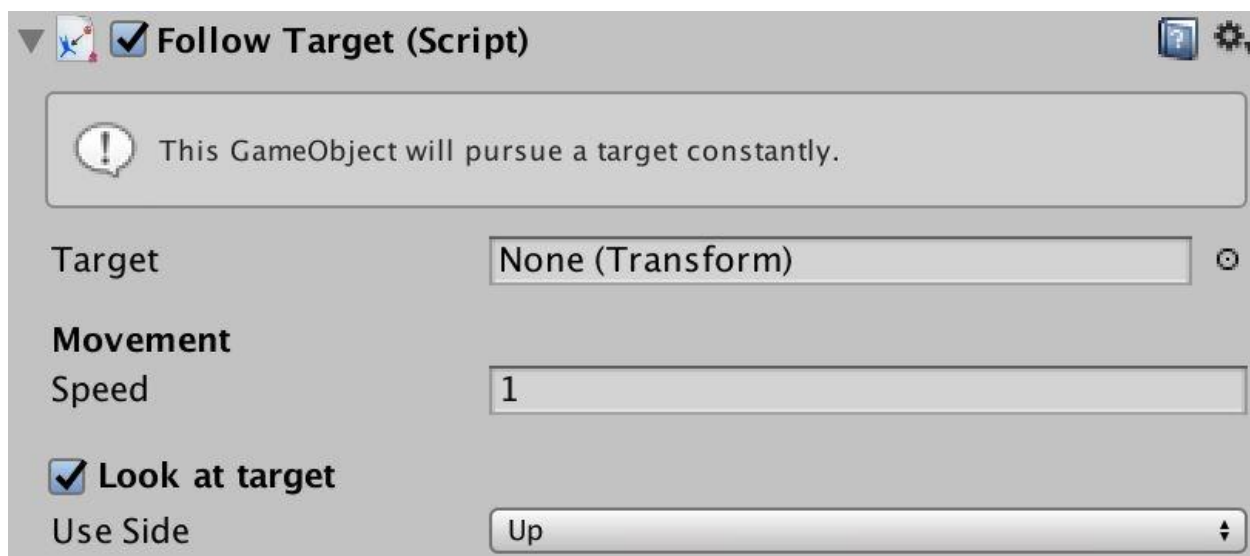 Follow Target (Script)
This GameObject will pursue a target constantly.
Target None (Transform)
Movement
Speed 1
Look at target
Use Side Up